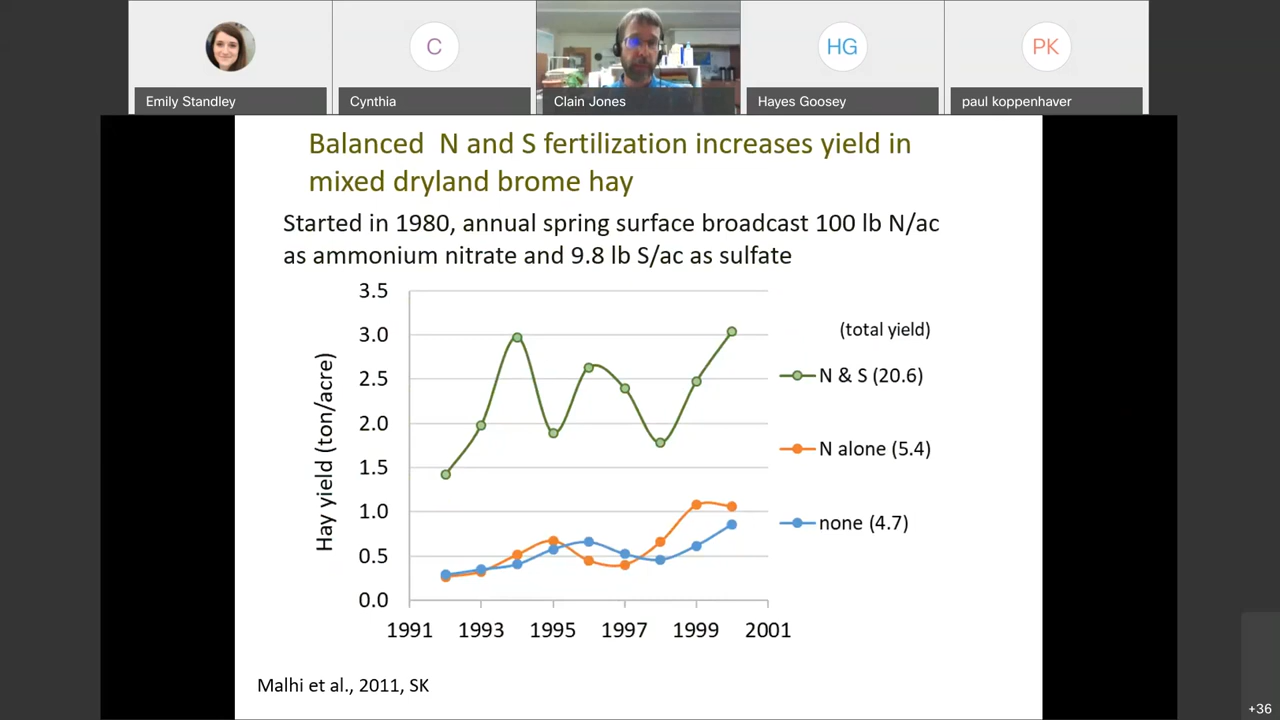 Emily Standley
C
Cynthia
Clain Jones
HG
Hayes Goosey
PK
paul koppenhaver
Balanced N and S fertilization increases yield in
mixed dryland brome hay
Started in 1980, annual spring surface broadcast 100 lb N/ac
as ammonium nitrate and 9.8 lb S/ac as sulfate
Hay yield (ton/acre)
3.5
3.0
2.5
2.0
1.5
1.0
0.5
0.0
1991 1993 1995 1997 1999 2001
(total yield)
N & S (20.6)
N alone (5.4)
none (4.7)
Malhi et al., 2011, SK
+36